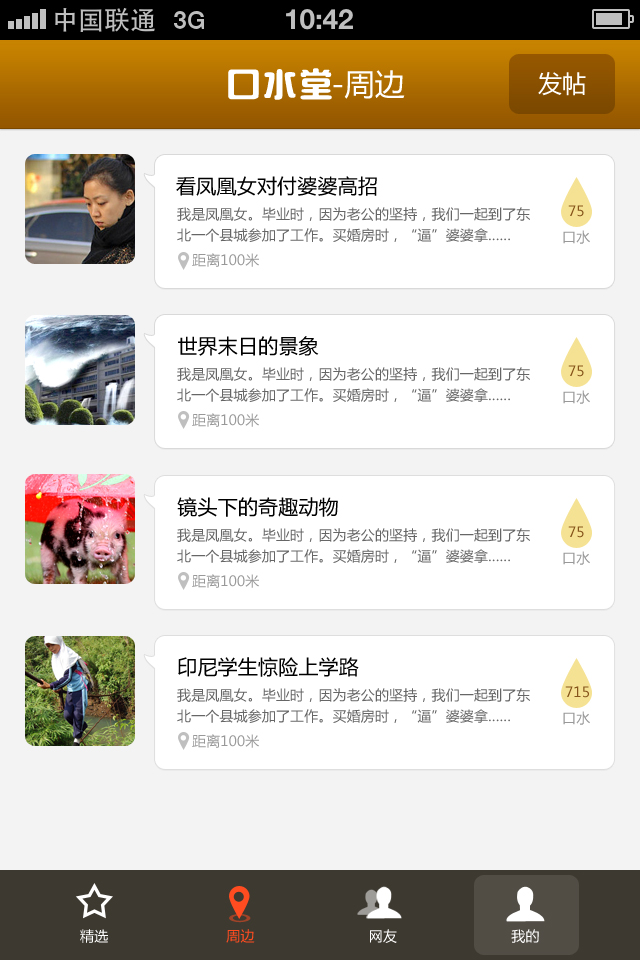 中国联通 3G 10:42
口水堂-周边
发帖
看凤凰女对付婆婆高招
我是凤凰女。毕业时，因为老公的坚持，我们一起到了东
北一个县城参加了工作。买婚房时，“逼”婆婆拿......
距离100米
75
口水
世界末日的景象
我是凤凰女。毕业时，因为老公的坚持，我们一起到了东
北一个县城参加了工作。买婚房时，“逼”婆婆拿......
距离100米
75
口水
镜头下的奇趣动物
我是凤凰女。毕业时，因为老公的坚持，我们一起到了东
北一个县城参加了工作。买婚房时，“逼”婆婆拿......
距离100米
75
口水
印尼学生惊险上学路
我是凤凰女。毕业时，因为老公的坚持，我们一起到了东
北一个县城参加了工作。买婚房时，“逼”婆婆拿......
距离100米
715
口水
精选
周边
网友
我的